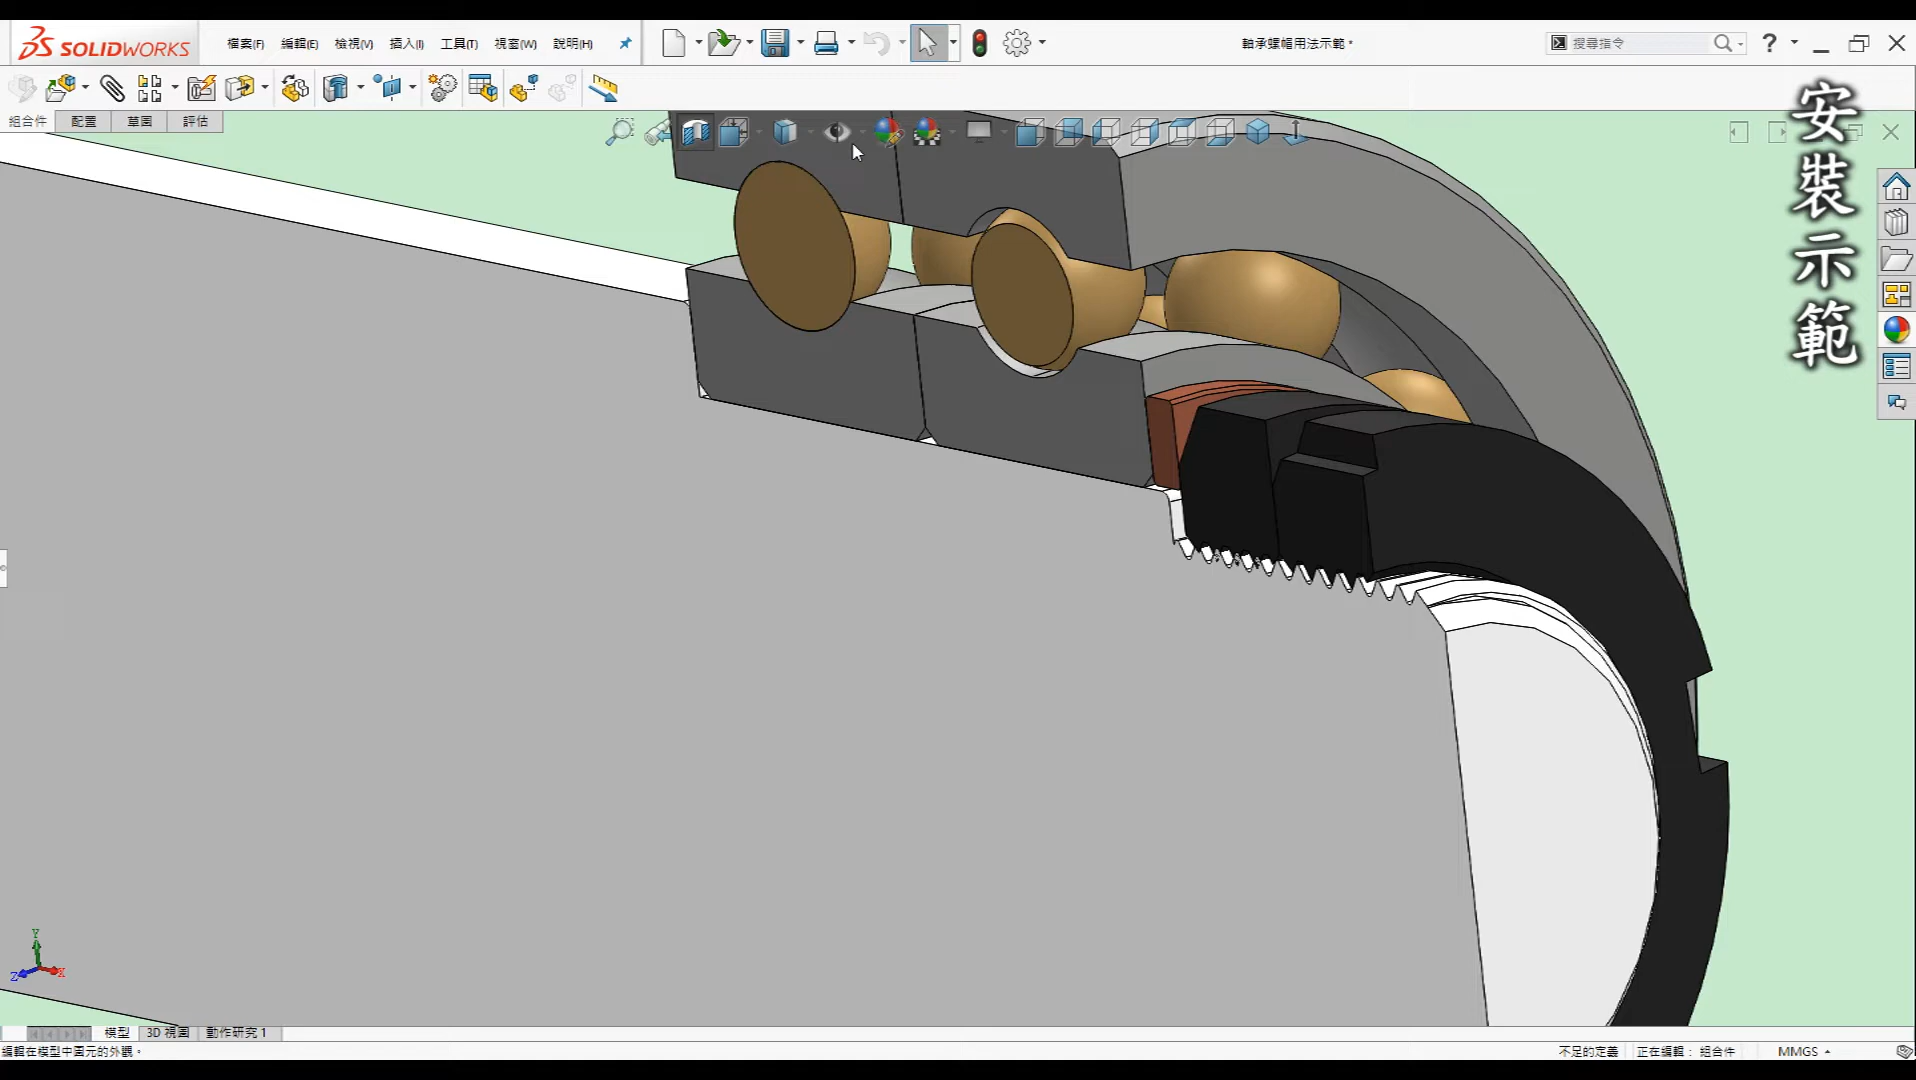 SOLIDWORKS
檔案(F) 編輯(E) 檢視(V) 插入(I) 工具(T) 視窗(W) 說明(H)
軸承螺帽用法示範 *
搜尋指令
組合件 配置 草圖 評估
安裝示範
Y
Z X
模型 3D 視圖 動作研究 1
編輯在模型中圖元的外觀。
不足的定義 正在編輯: 組合件 MMGS